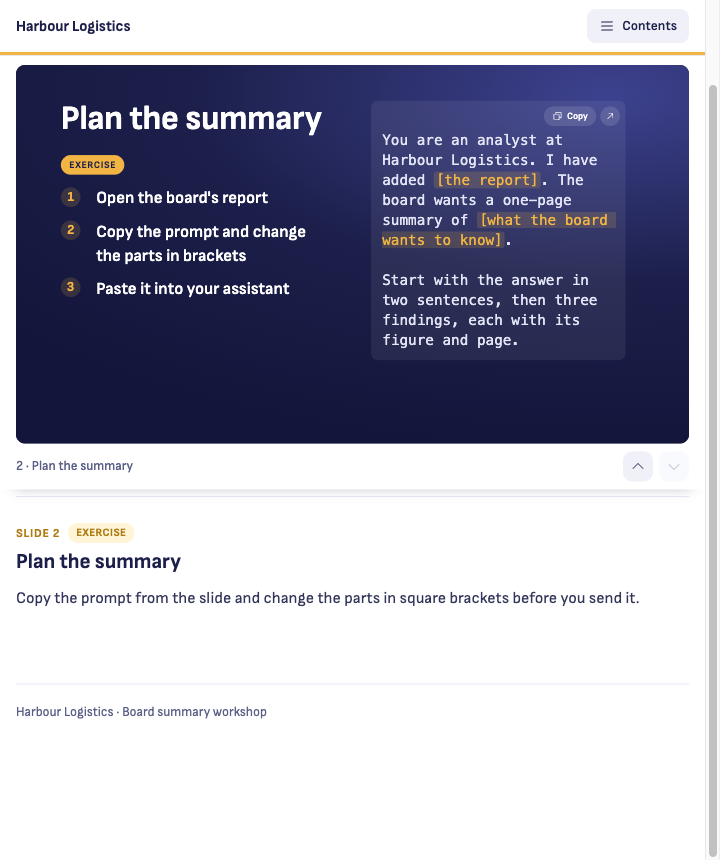 Harbour Logistics
Contents
Plan the summary
EXERCISE
1 Open the board's report
2 Copy the prompt and change
the parts in brackets
3 Paste it into your assistant
Copy
You are an analyst at
Harbour Logistics. I have
added [the report]. The
board wants a one-page
summary of [what the board
wants to know].
Start with the answer in
two sentences, then three
findings, each with its
figure and page.
2 · Plan the summary
SLIDE 2 EXERCISE
Plan the summary
Copy the prompt from the slide and change the parts in square brackets before you send it.
Harbour Logistics · Board summary workshop